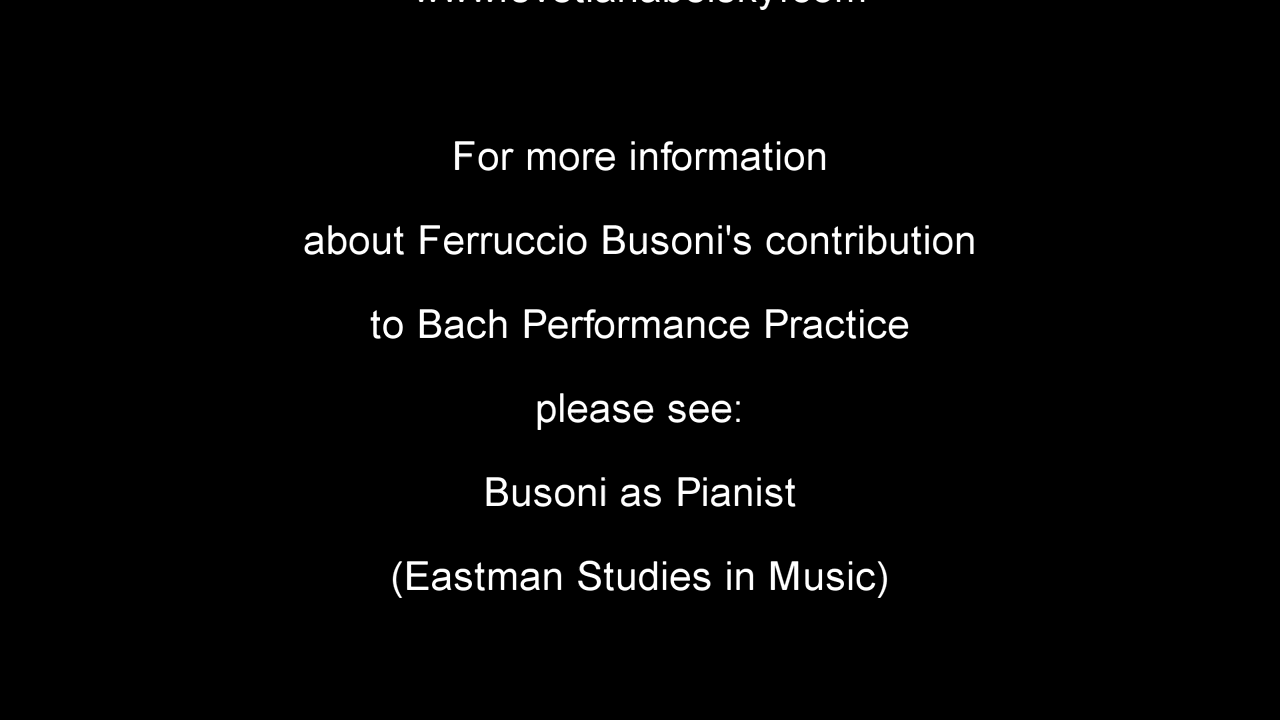 For more information
about Ferruccio Busoni's contribution
to Bach Performance Practice
please see:
Busoni as Pianist
(Eastman Studies in Music)